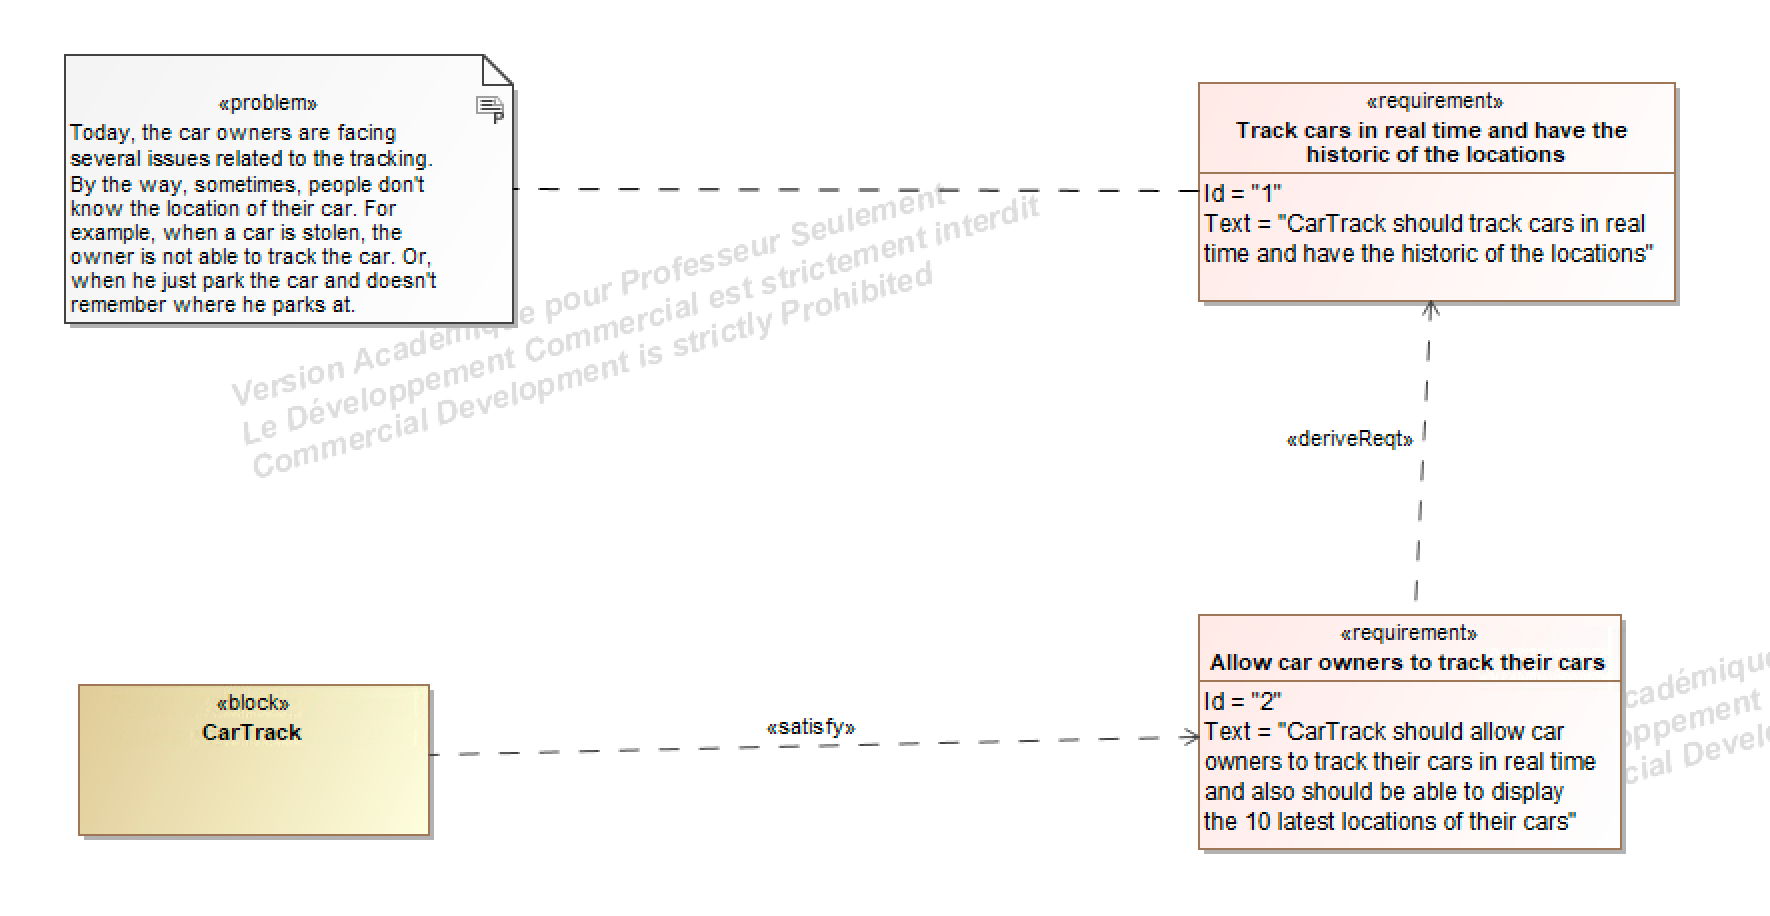 «problem»
Today, the car owners are facing
several issues related to the tracking.
By the way, sometimes, people don't
know the location of their car. For
example, when a car is stolen, the
owner is not able to track the car. Or,
when he just park the car and doesn't
remember where he parks at.
«requirement»
Track cars in real time and have the
historic of the locations
Id = "1"
Text = "CarTrack should track cars in real
time and have the historic of the locations"
Version Académique pour Professeur Seulement
Le Développement Commercial est strictement interdit
Commercial Development is strictly Prohibited
«deriveReqt»
«block»
CarTrack
«satisfy»
«requirement»
Allow car owners to track their cars
Id = "2"
Text = "CarTrack should allow car
owners to track their cars in real time
and also should be able to display
the 10 latest locations of their cars"
cadémique
oppement
cial Develo